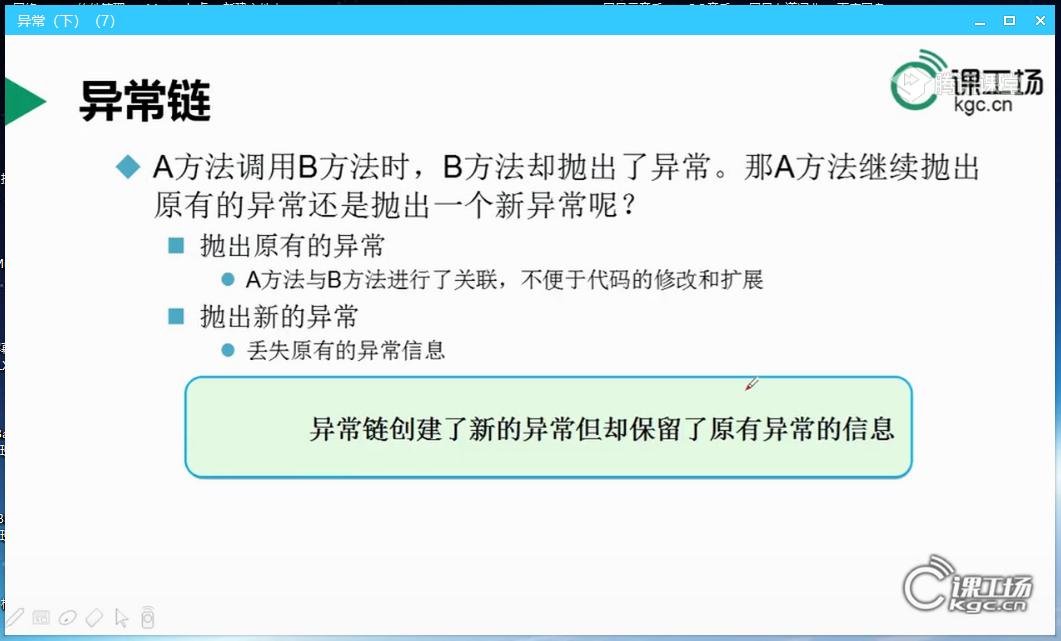 异常（下）（7）
异常链
课工场
kgc.cn
A方法调用B方法时，B方法却抛出了异常。那A方法继续抛出
原有的异常还是抛出一个新异常呢？
抛出原有的异常
A方法与B方法进行了关联，不便于代码的修改和扩展
抛出新的异常
丢失原有的异常信息
异常链创建了新的异常但却保留了原有异常的信息
课工场
kgc.cn